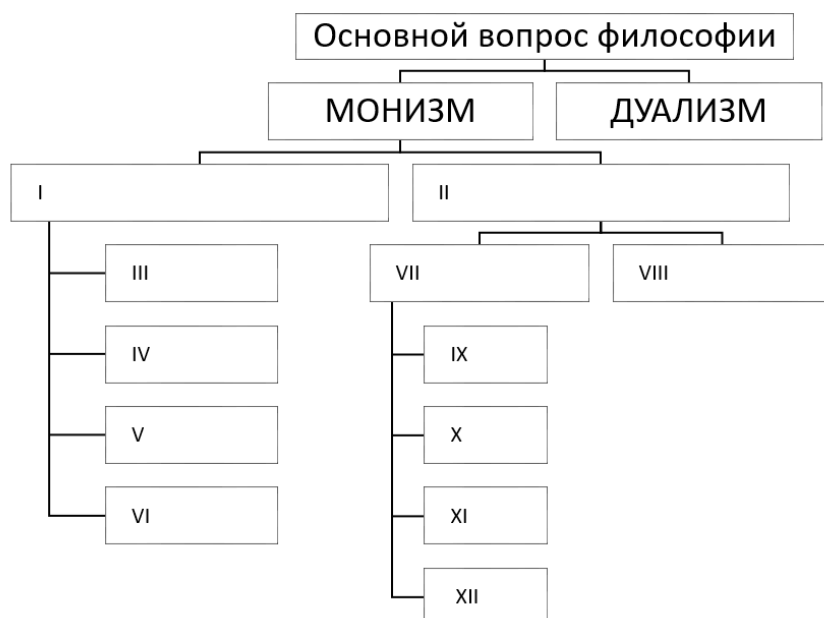 Основной вопрос философии
МОНИЗМ
ДУАЛИЗМ
I
II
III
VII
VIII
IV
IX
V
X
VI
XI
XII